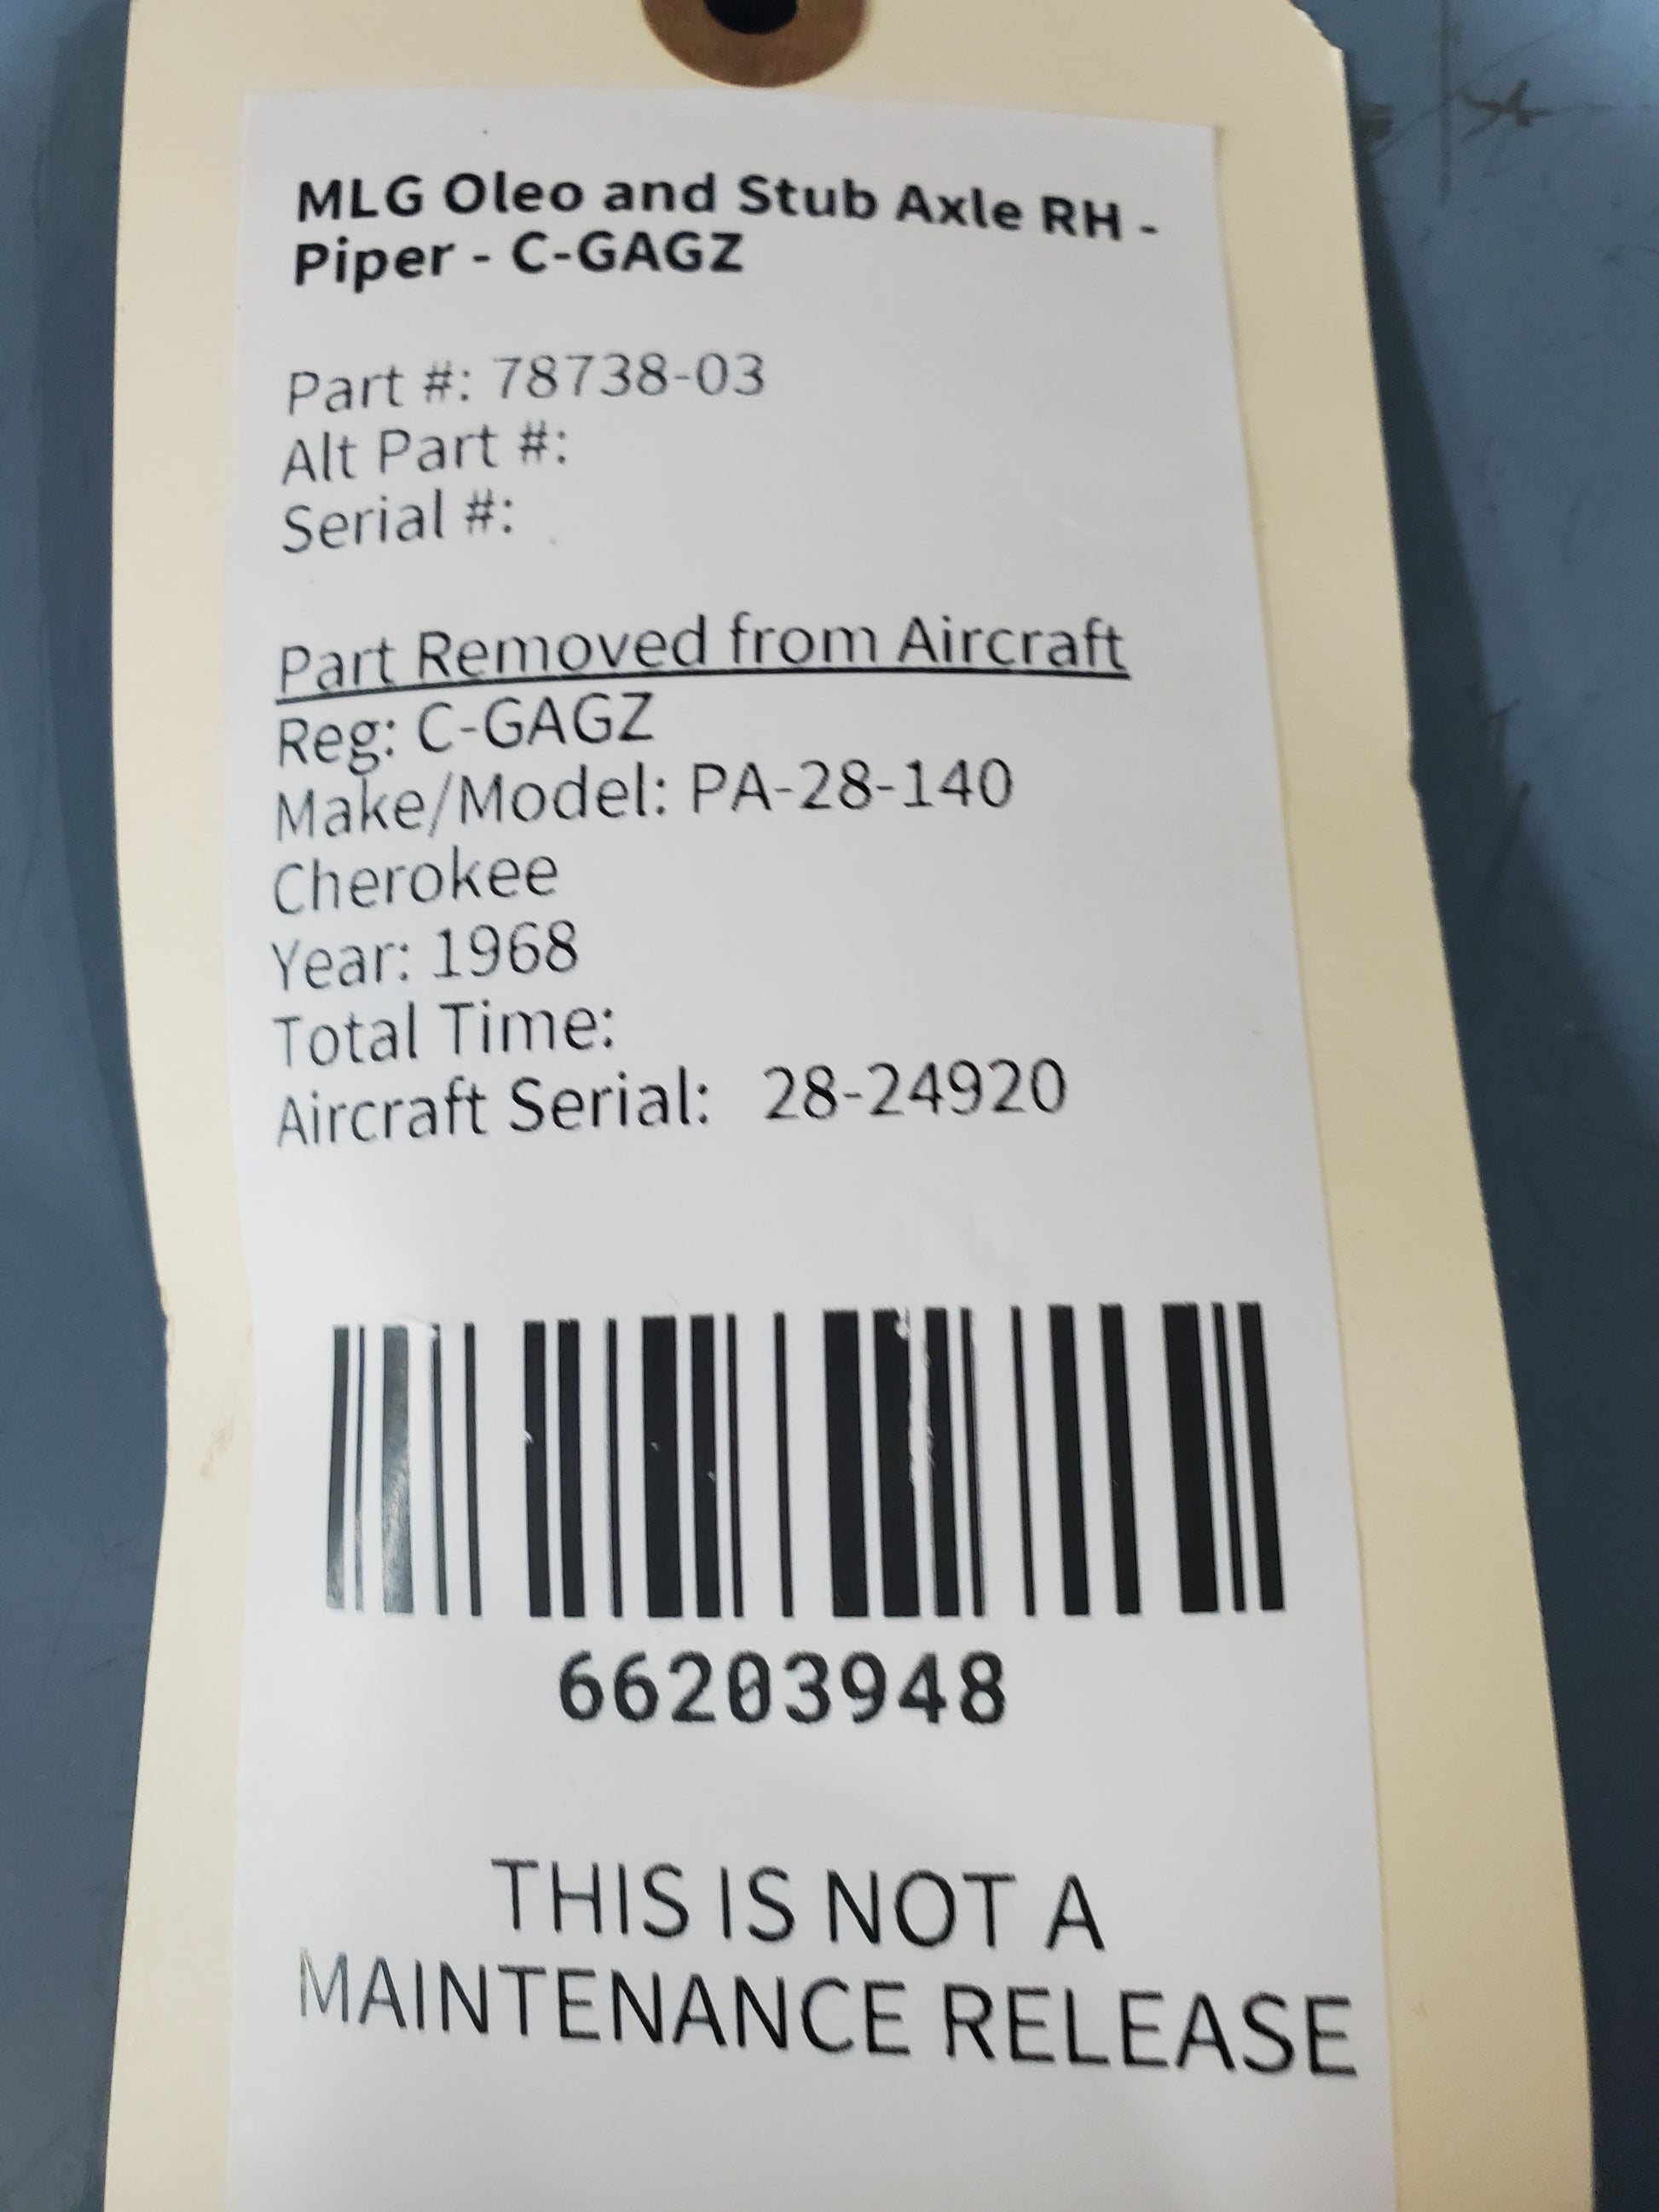 MLG Oleo and Stub Axle RH -
Piper - C-GAGZ
Part #: 78738-03
Alt Part #:
Serial #:
Part Removed from Aircraft
Reg: C-GAGZ
Make/Model: PA-28-140
Cherokee
Year: 1968
Total Time:
Aircraft Serial: 28-24920
66203948
THIS IS NOT A
MAINTENANCE RELEASE